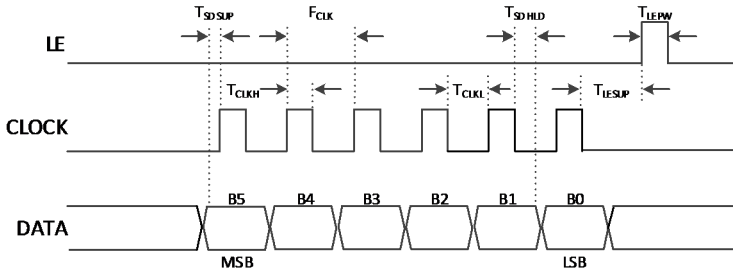 TSDSUP FCLK TSDHLD TLEPW
LE
TCLKH TCLKL TLESUP
CLOCK
B5 B4 B3 B2 B1 B0
DATA
MSB LSB